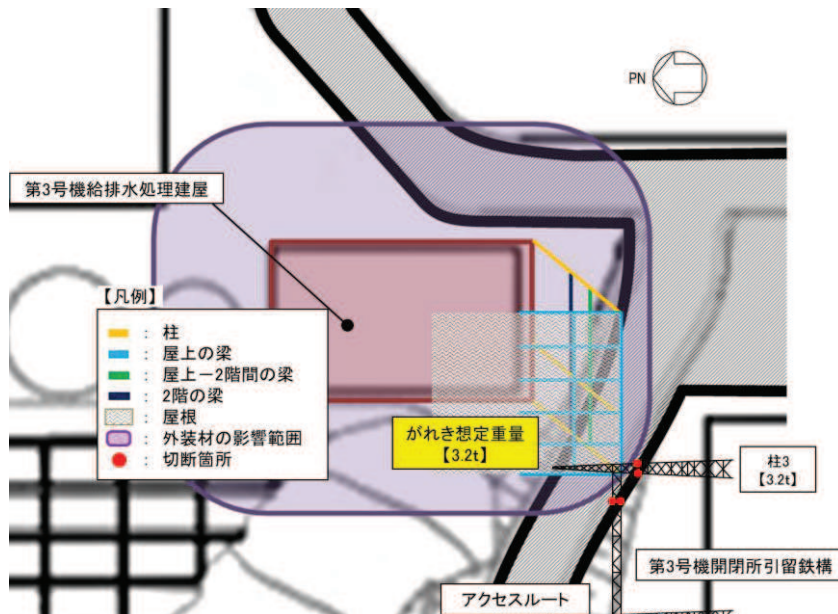 PN
第3号機給排水処理建屋
【凡例】
: 柱
: 屋上の梁
: 屋上－2階間の梁
: 2階の梁
: 屋根
: 外装材の影響範囲
: 切断箇所
がれき想定重量
【3.2t】
柱3
【3.2t】
第3号機開閉所引留鉄構
アクセスルート